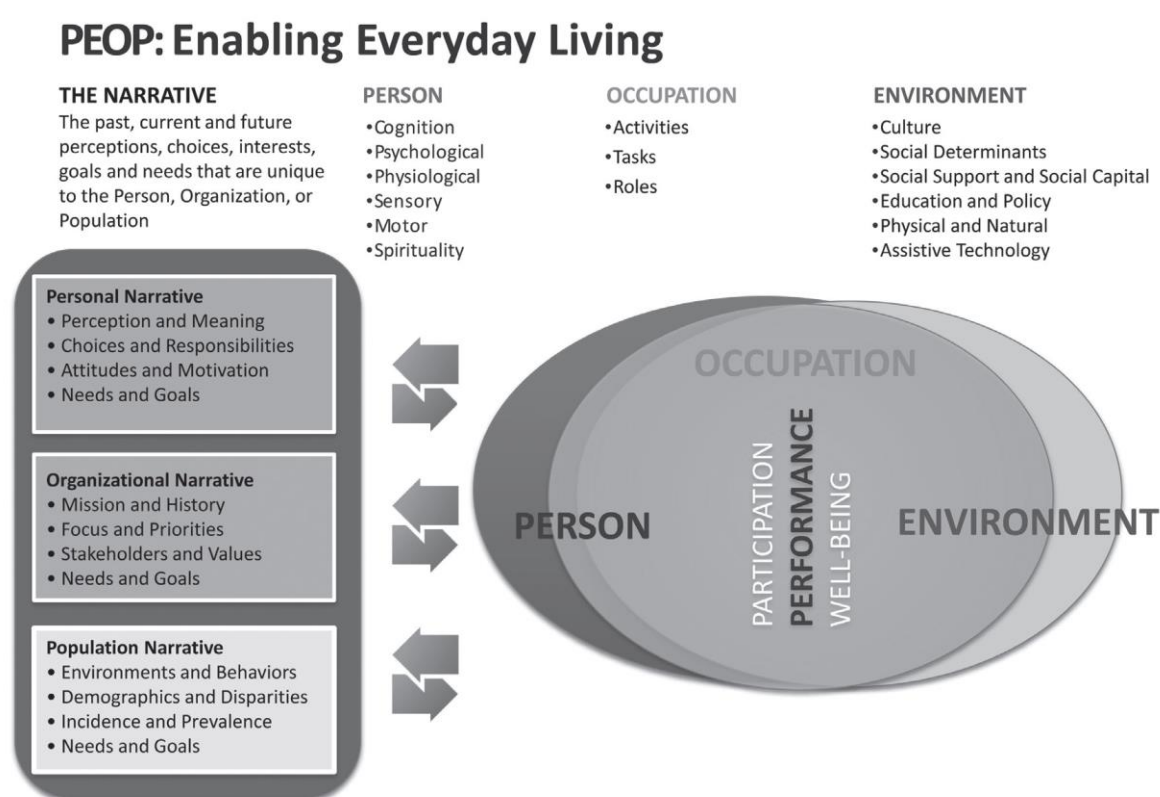 PEOP: Enabling Everyday Living
THE NARRATIVE
The past, current and future
perceptions, choices, interests,
goals and needs that are unique
to the Person, Organization, or
Population
PERSON
•Cognition
•Psychological
•Physiological
•Sensory
•Motor
•Spirituality
OCCUPATION
•Activities
•Tasks
•Roles
ENVIRONMENT
•Culture
•Social Determinants
•Social Support and Social Capital
•Education and Policy
•Physical and Natural
•Assistive Technology
Personal Narrative
• Perception and Meaning
• Choices and Responsibilities
• Attitudes and Motivation
• Needs and Goals
Organizational Narrative
• Mission and History
• Focus and Priorities
• Stakeholders and Values
• Needs and Goals
Population Narrative
• Environments and Behaviors
• Demographics and Disparities
• Incidence and Prevalence
• Needs and Goals
OCCUPATION
PERSON
PARTICIPATION
PERFORMANCE
WELL-BEING
ENVIRONMENT